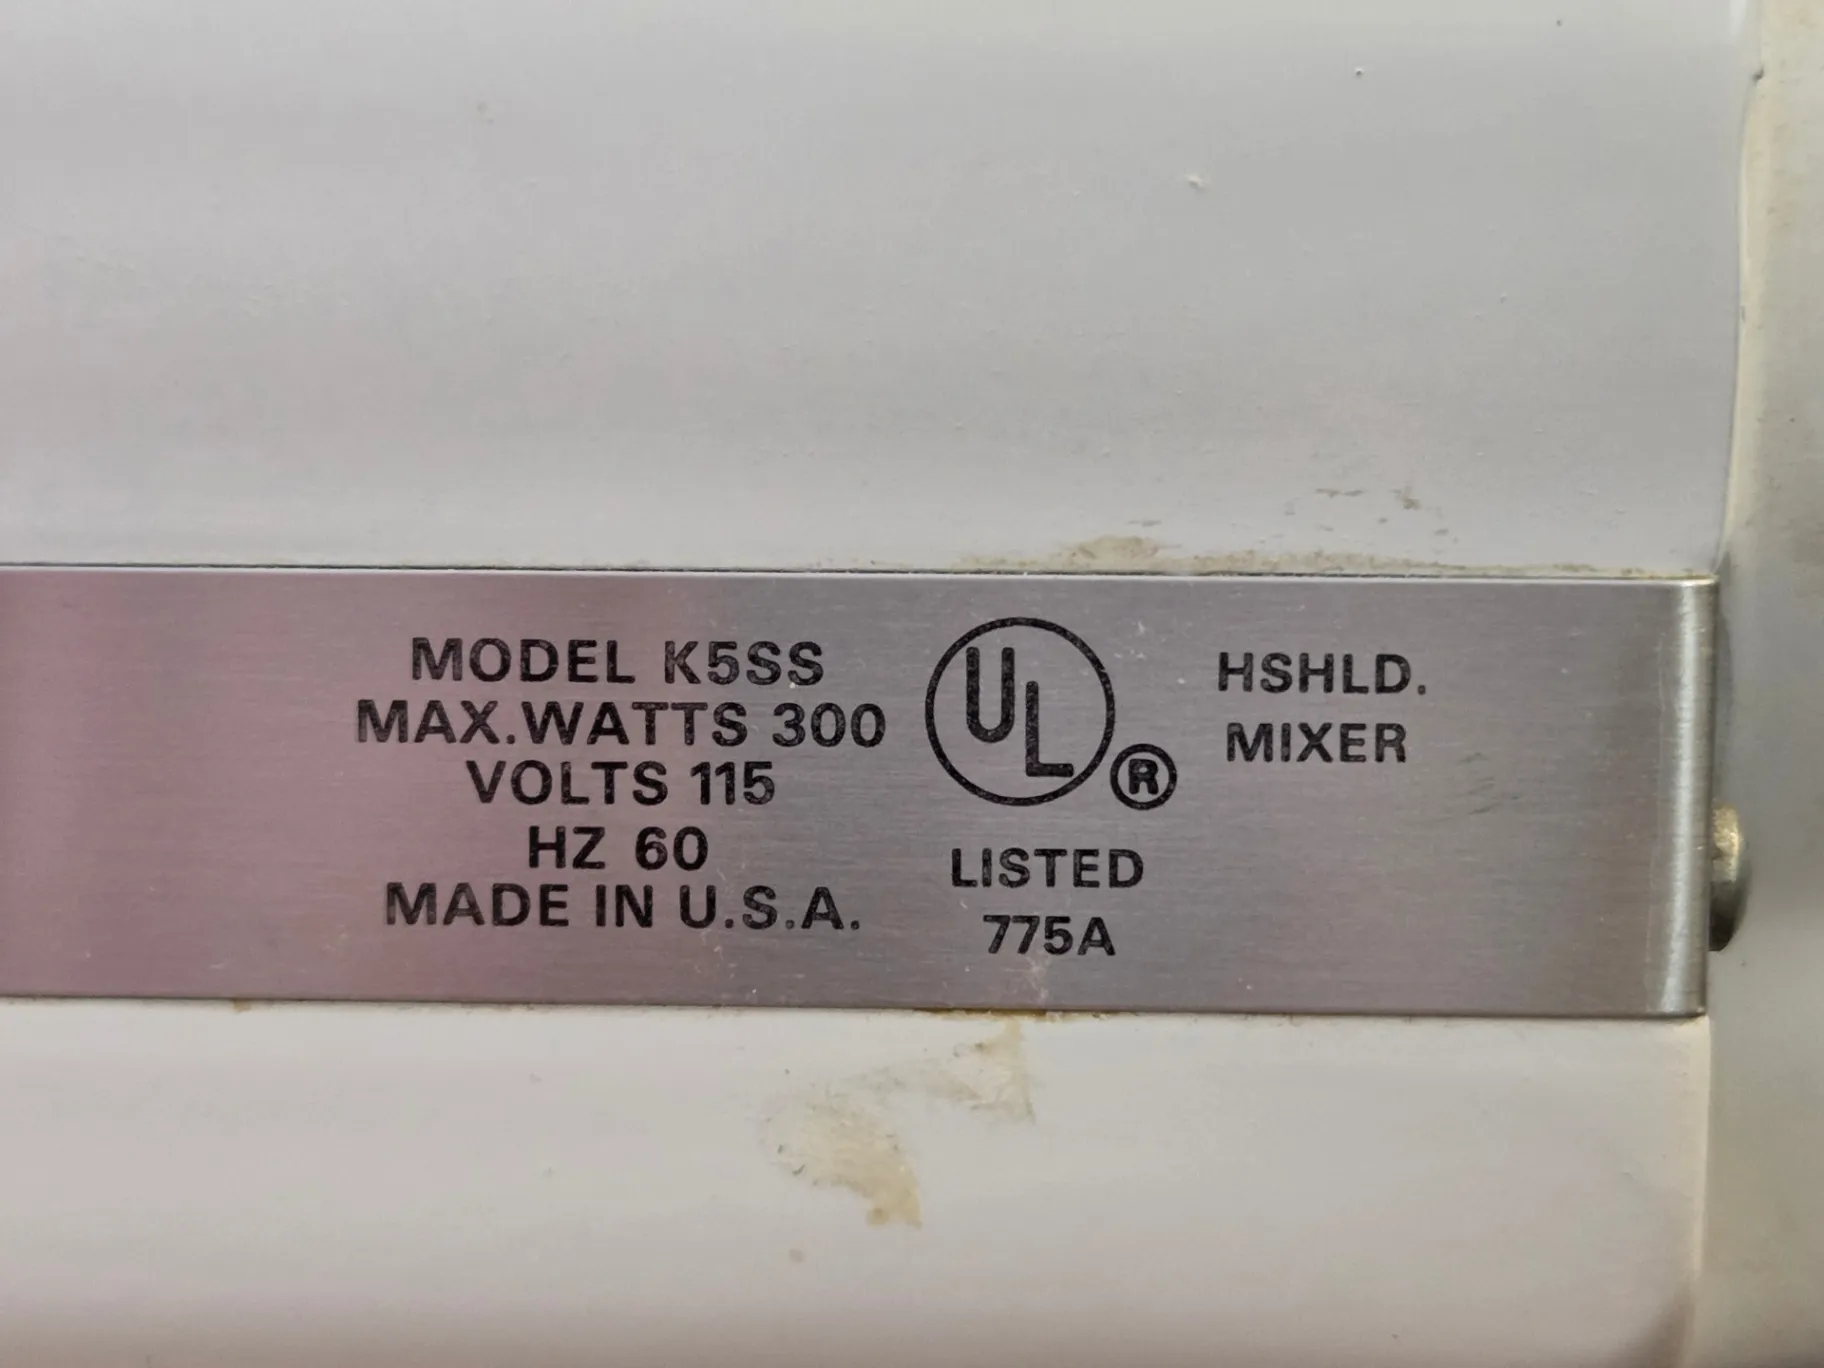 MODEL K5SS
MAX.WATTS 300
VOLTS 115
HZ 60
MADE IN U.S.A.
UL ®
LISTED
775A
HSHLD.
MIXER